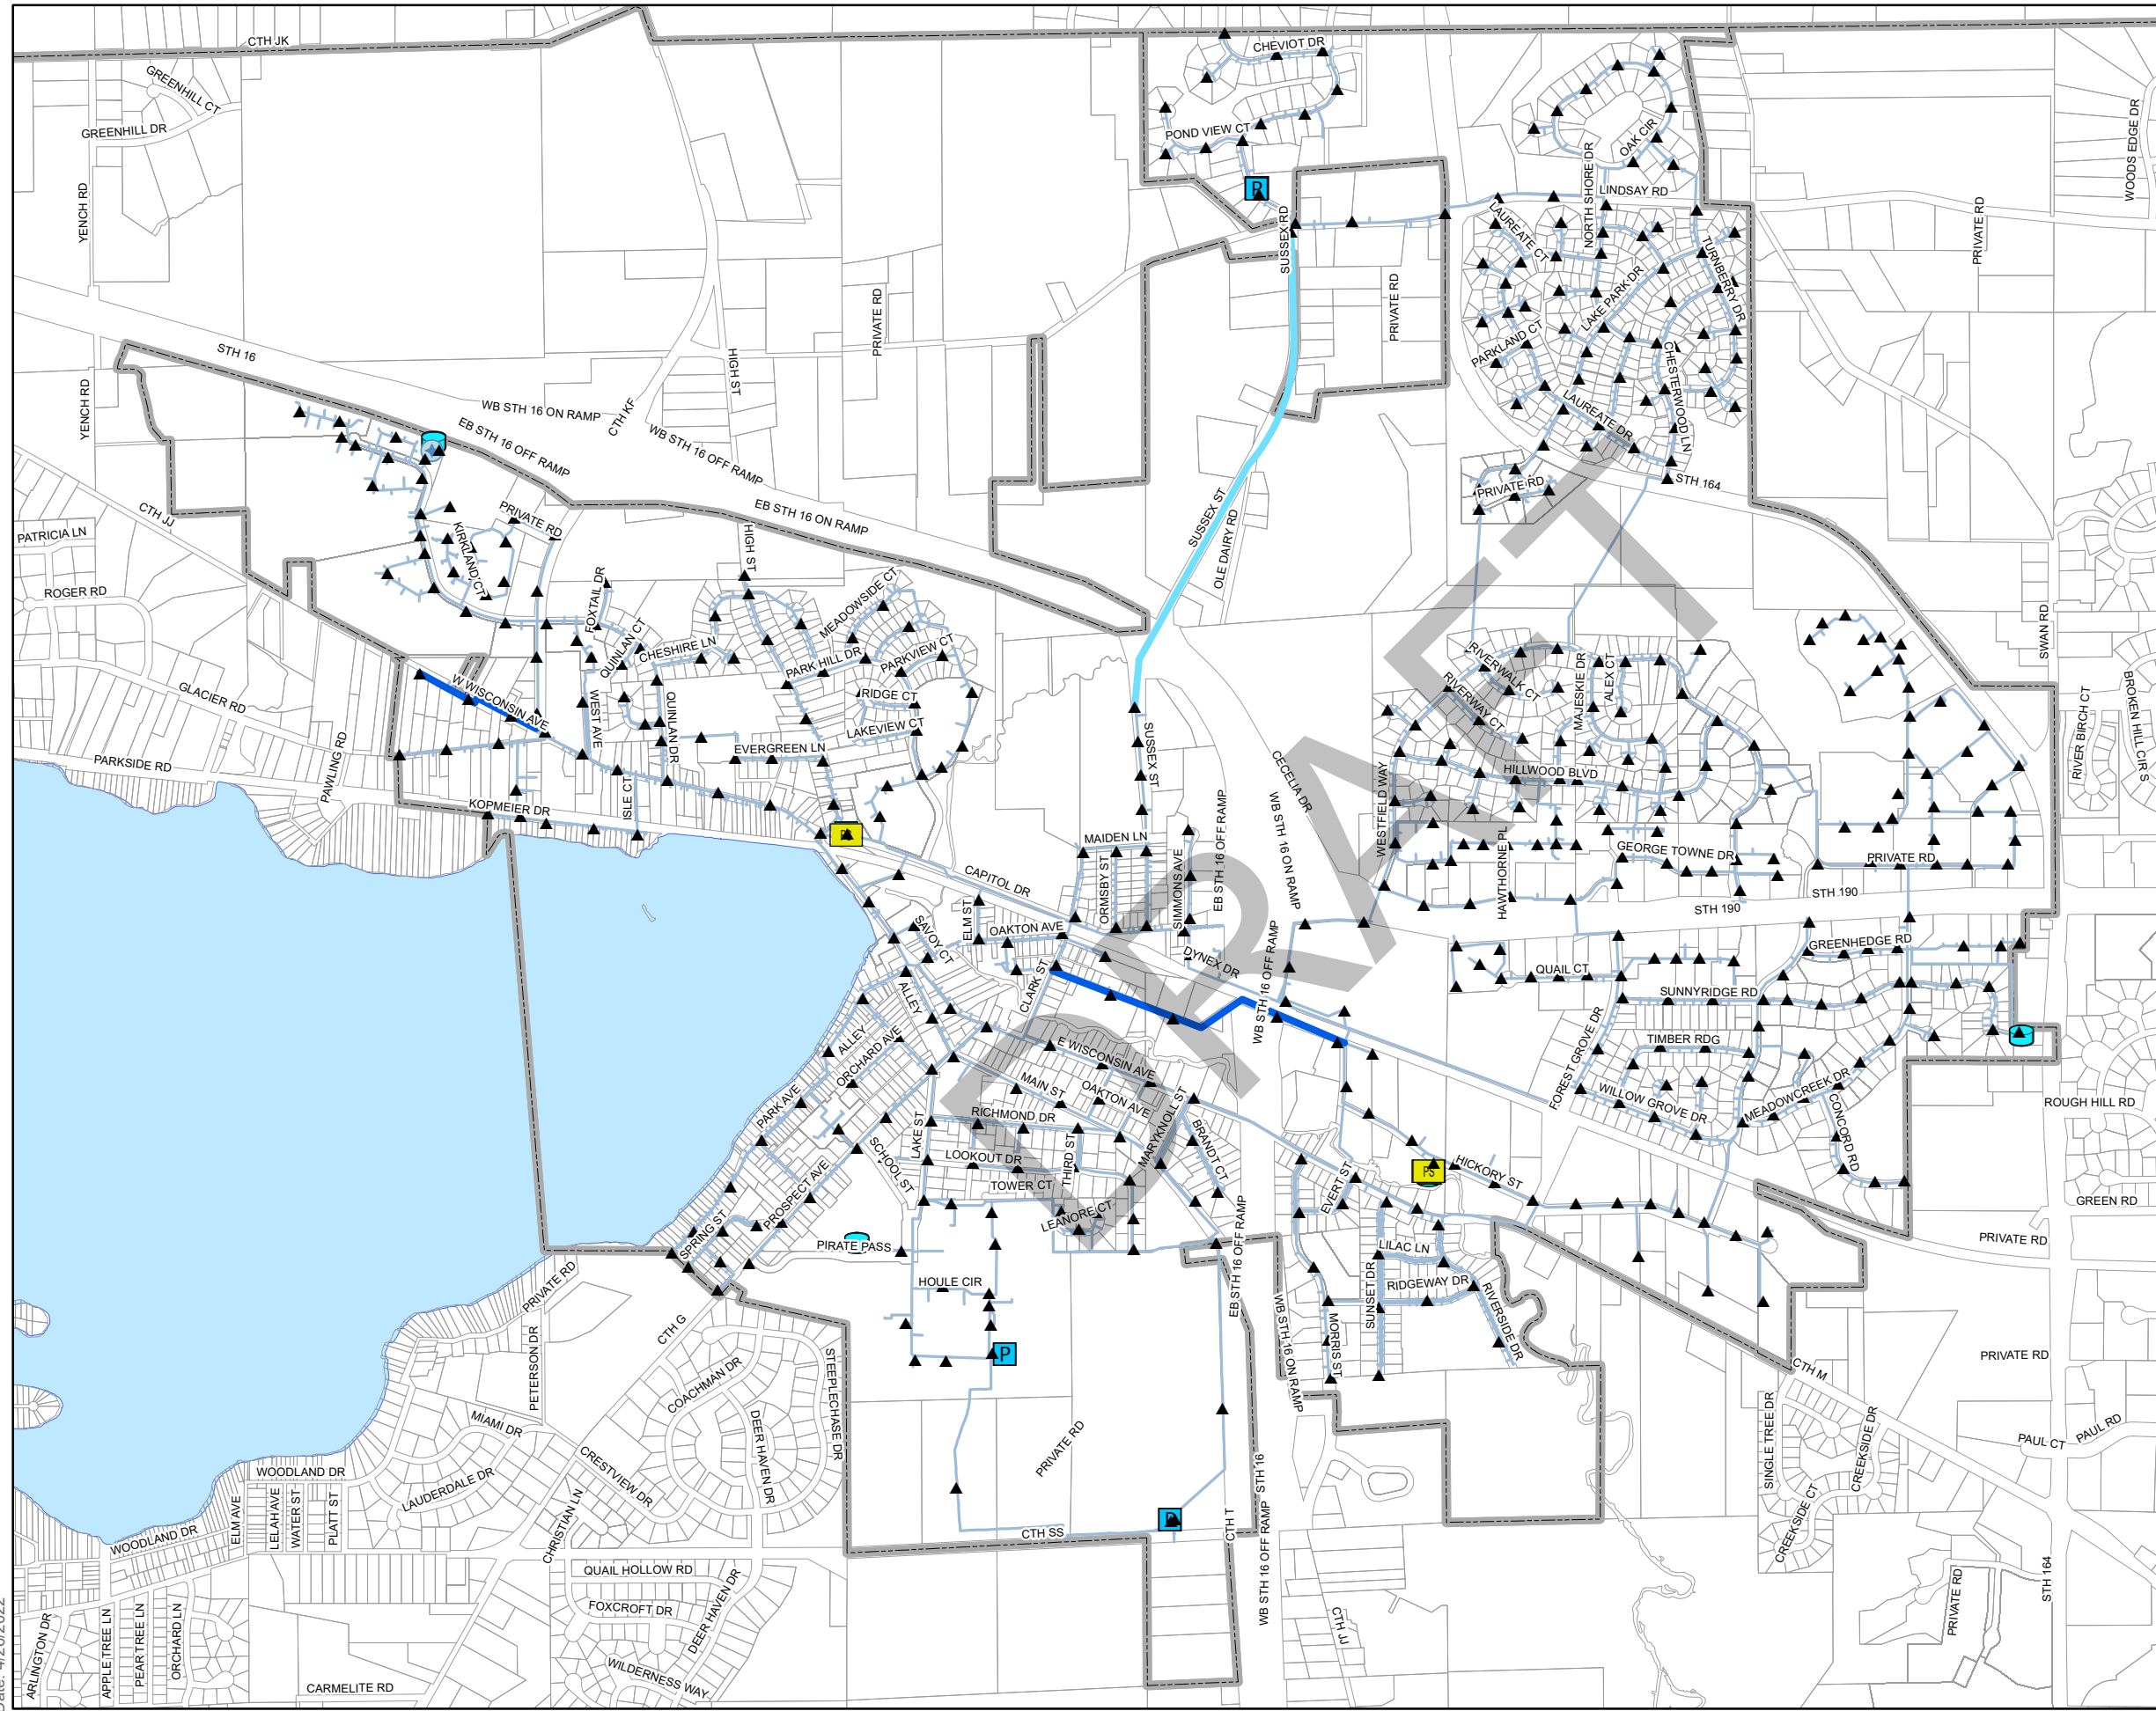 CTH JK
GREENHILL CT
GREENHILL DR
YENCH RD
CHEVIOT DR
POND VIEW CT
OAK CIR
NORTH SHORE DR
LINDSAY RD
WOODS EDGE DR
PRIVATE RD
SUSSEX RD
LAUREATE CT
TURNBERRY DR
LAKE PARK DR
PARKLAND CT
CHESTERWOOD LN
LAUREATE DR
PRIVATE RD
PRIVATE RD
HIGH ST
STH 16
YENCH RD
WB STH 16 ON RAMP
CTH KF
EB STH 16 OFF RAMP
WB STH 16 OFF RAMP
EB STH 16 ON RAMP
STH 164
PRIVATE RD
SUSSEX ST
OLE DAIRY RD
CTH JJ
PATRICIA LN
ROGER RD
PRIVATE RD
KIRKLAND CT
HIGH ST
FOXTAIL DR
QUINLAN CT
CHESHIRE LN
MEADOWSIDE CT
PARK HILL DR
PARKVIEW CT
RIDGE CT
LAKEVIEW CT
EVERGREEN LN
QUINLAN DR
WEST AVE
W WISCONSIN AVE
GLACIER RD
PARKSIDE RD
PAWLING RD
KOPMEIER DR
ISLE CT
SWAN RD
RIVER BIRCH CT
BROKEN HILL CIR S
RIVERWALK CT
RIVERWAY CT
MAJESKIE DR
ALEX CT
HILLWOOD BLVD
WESTFIELD WAY
HAWTHORNE PL
GEORGE TOWNE DR
PRIVATE RD
STH 190
STH 190
SUSSEX ST
CECELIA DR
WB STH 16 ON RAMP
EB STH 16 OFF RAMP
MAIDEN LN
ORMSBY ST
SIMMONS AVE
CAPITOL DR
ELM ST
OAKTON AVE
SAVOY CT
DYNEX DR
WB STH 16 OFF RAMP
CLARK ST
ALLEY
ALLEY
ORCHARD AVE
PARK AVE
E WISCONSIN AVE
MAIN ST
OAKTON AVE
RICHMOND DR
LAKE ST
LOOKOUT DR
THIRD ST
MARYKNOLL ST
BRANDT CT
TOWER CT
LEANORE CT
SCHOOL ST
PROSPECT AVE
SPRING ST
PIRATE PASS
HOULE CIR
QUAIL CT
GREENHEDGE RD
SUNNYRIDGE RD
TIMBER RDG
FOREST GROVE DR
WILLOW GROVE DR
MEADOWCREEK DR
CONCORD RD
ROUGH HILL RD
GREEN RD
PRIVATE RD
PRIVATE RD
PS
HICKORY ST
EVERT ST
LILAC LN
RIDGEWAY DR
SUNSET DR
RIVERSIDE DR
MORRIS ST
EB STH 16 OFF RAMP
WB STH 16 ON RAMP
P
PRIVATE RD
PETERSON DR
CTH G
COACHMAN DR
DEER HAVEN DR
STEEPLECHASE DR
MIAMI DR
CRESTVIEW DR
LAUDERDALE DR
WOODLAND DR
WOODLAND DR
ELM AVE
LELAH AVE
WATER ST
PLATT ST
CHRISTIAN LN
PRIVATE RD
CTH SS
CTH T
STH 16
WB STH 16 OFF RAMP
CTH JJ
CTH M
SINGLE TREE DR
CREEKSIDE DR
CREEKSIDE CT
PAUL CT
PAUL RD
PRIVATE RD
STH 164
QUAIL HOLLOW RD
FOXCROFT DR
DEER HAVEN DR
WILDERNESS WAY
CARMELITE RD
ARLINGTON DR
APPLE TREE LN
PEAR TREE LN
ORCHARD LN
DRAFT